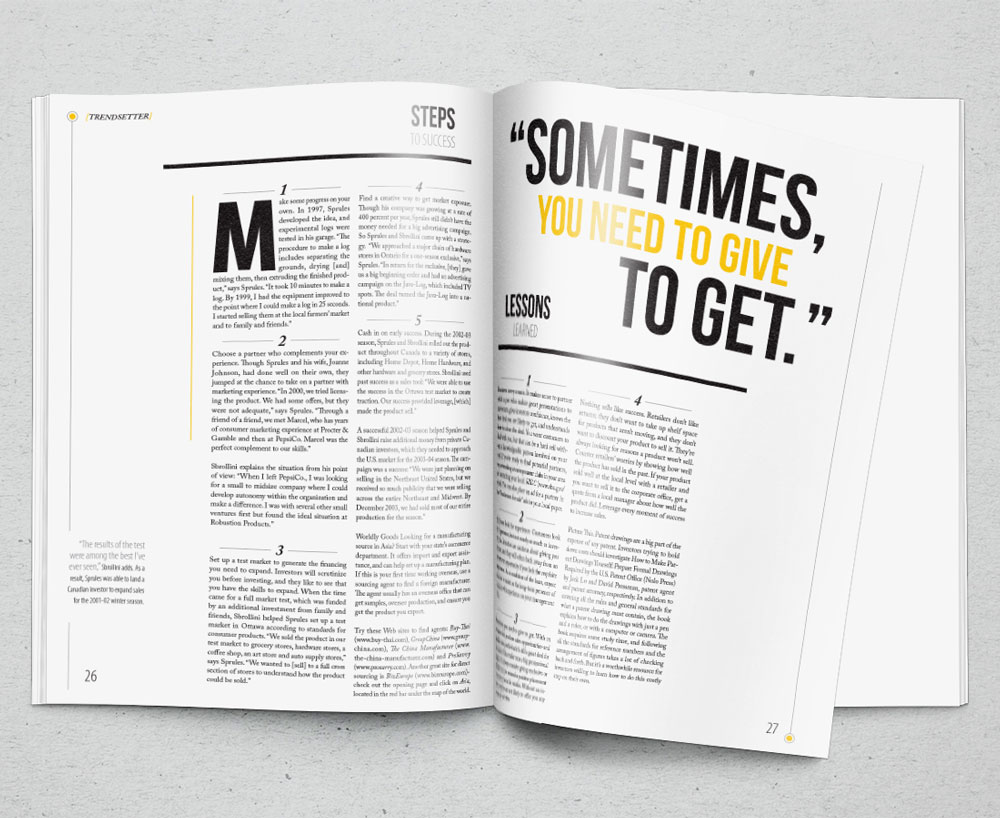 [TRENDSETTER]
STEPS
TO SUCCESS
1
Make some progress on your
own. In 1997, Sprules
developed the idea, and
experimental logs were
tested in his garage. “The
procedure to make a log
includes separating the
grounds, drying [and]
mixing them, then extruding the finished prod-
uct,” says Sprules. “It took 10 minutes to make a
log. By 1999, I had the equipment improved to
the point where I could make a log in 25 seconds.
I started selling them at the local farmers’ market
and to family and friends.”
2
Choose a partner who complements your ex-
perience. Though Sprules and his wife, Joanne
Johnson, had done well on their own, they
jumped at the chance to take on a partner with
marketing experience. “In 2000, we tried licens-
ing the product. We had some offers, but they
were not adequate,” says Sprules. “Through a
friend of a friend, we met Marcel, who has years
of consumer marketing experience at Procter &
Gamble and then at PepsiCo. Marcel was the
perfect complement to our skills.”
Sbrollini explains the situation from his point
of view: “When I left PepsiCo., I was looking
for a small to midsize company where I could
develop autonomy within the organization and
make a difference. I was with several other small
ventures first but found the ideal situation at
Robustion Products.”
3
Set up a test market to generate the financing
you need to expand. Investors will scrutinize
you before investing, and they like to see that
you have the skills to expand. When the time
came for a full market test, which was funded
by an additional investment from family and
friends, Sbrollini helped Sprules set up a test
market in Ottawa according to standards for
consumer products. “We sold the product in our
test market to grocery stores, hardware stores, a
coffee shop, an art store and auto supply stores,”
says Sprules. “We wanted to [sell] to a full cross
section of stores to understand how the product
could be sold.”
“The results of the test
were among the best I’ve
ever seen,” Sbrollini adds. As a
result, Sprules was able to land a
Canadian investor to expand sales
for the 2001-02 winter season.
26
4
Find a creative way to get market exposure.
Though his company was growing at a rate of
400 percent per year, Sprules still didn’t have the
money needed for a big advertising campaign.
So Sprules and Sbrollini came up with a strate-
gy. “We approached a major chain of hardware
stores in Ontario for a one-season exclusive,” says
Sprules. “In return for the exclusive, [they] gave
us a big beginning order and had an advertising
campaign on the Java-Log, which included TV
spots. The deal turned the Java-Log into a na-
tional product.”
5
Cash in on early success. During the 2002-03
season, Sprules and Sbrollini rolled out the prod-
uct throughout Canada to a variety of stores,
including Home Depot, Home Hardware, and
other hardware and grocery stores. Sbrollini used
past success as a sales tool: “We were able to use
the success in the Ottawa test market to create
traction. Our success provided leverage, [which]
made the product sell.”
A successful 2002-03 season helped Sprules and
Sbrollini raise additional money from private Ca-
nadian investors, which they needed to approach
the U.S. market for the 2003-04 season. The cam-
paign was a success: “We were just planning on
selling in the Northeast United States, but we
received so much publicity that we were selling
across the entire Northeast and Midwest. By
December 2003, we had sold most of our entire
production for the season.”
Worldly Goods Looking for a manufacturing
source in Asia? Start with your state’s commerce
department. It offers import and export assis-
tance, and can help set up a manufacturing plan.
If this is your first time working overseas, use a
sourcing agent to find a foreign manufacturer.
The agent usually has an overseas office that can
get samples, oversee production, and ensure you
get the product you expect.
Try these Web sites to find agents: Buy-Thai
(www.buy-thai.com), GroupChina (www.group-
china.com), The China Manufacturer (www.
the-china-manufacturer.com) and ProSavvy
(www.prosavvy.com). Another great site for direct
sourcing is BizEurope (www.bizeurope.com)-
check out the opening page and click on Asia,
located in the red bar under the map of the world.
“SOMETIMES,
YOU NEED TO GIVE
TO GET.”
LESSONS
LEARNED
1
2
3
4
Nothing sells like success. Retailers don’t like
returns; they don’t want to take up shelf space
for products that aren’t moving, and they don’t
want to discount your product to sell it. They’re
always looking for reasons a product won’t sell.
Counter retailers’ worries by showing how well
the product has sold in the past. If your product
sold well at the local level with a retailer and
you want to sell it to the corporate office, get a
quote from a local manager about how well the
product did. Leverage every moment of success
to increase sales.
Picture This. Patent drawings are a big part of the
expense of any patent. Investors trying to hold
down costs should investigate How to Make Pat-
ent Drawings Yourself: Prepare Formal Drawings
Required by the U.S. Patent Office (Nolo Press)
by Jack Lo and David Pressman, patent agent
and patent attorney, respectively. In addition to
covering all the rules and general standards for
what a patent drawing must contain, the book
explains how to do the drawings with just a pen
and a ruler, or with a computer or camera. The
book requires some study time, and following
all the standards for reference numbers and the
arrangement of figures takes a lot of checking
back and forth. But it’s a worthwhile resource for
investors willing to learn how to do this costly
step on their own.
27